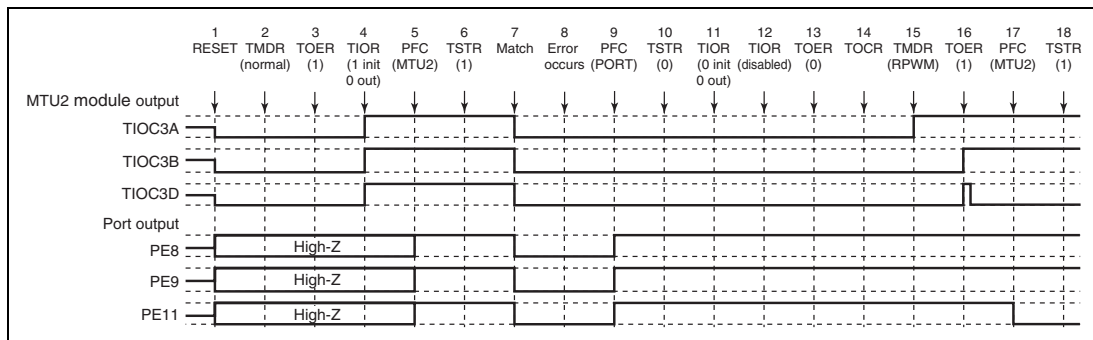 1 2 3 4 5 6 7 8 9 10 11 12 13 14 15 16 17 18
RESET TMDR TOER TIOR PFC TSTR Match Error PFC TSTR TIOR TIOR TOER TOCR TMDR TOER PFC TSTR
(normal) (1) (1 init (MTU2) (1) occurs (PORT) (0) (0 init (disabled) (0) (RPWM) (1) (MTU2) (1)
0 out) 0 out)
MTU2 module output
TIOC3A
TIOC3B
TIOC3D
Port output
PE8 High-Z
PE9 High-Z
PE11 High-Z